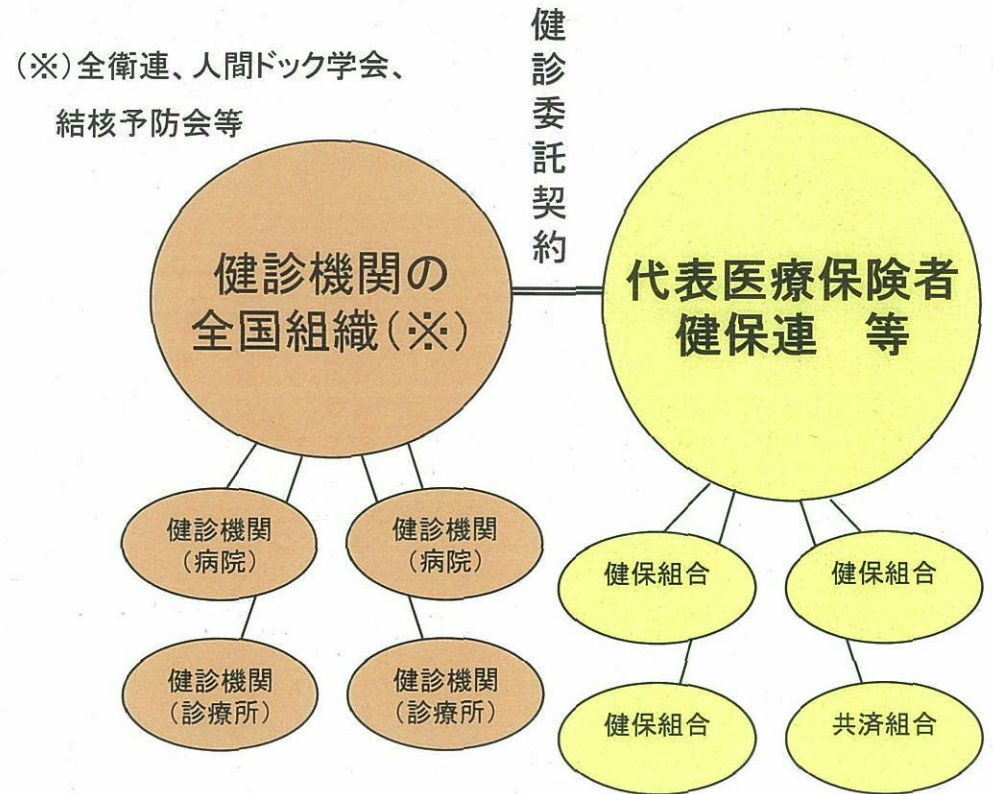 (※)全衛連、人間ドック学会、
結核予防会等
健診委託契約
健診機関の
全国組織(※)
代表医療保険者
健保連　等
健診機関
(病院)
健診機関
(病院)
健保組合
健保組合
健診機関
(診療所)
健診機関
(診療所)
健保組合
共済組合